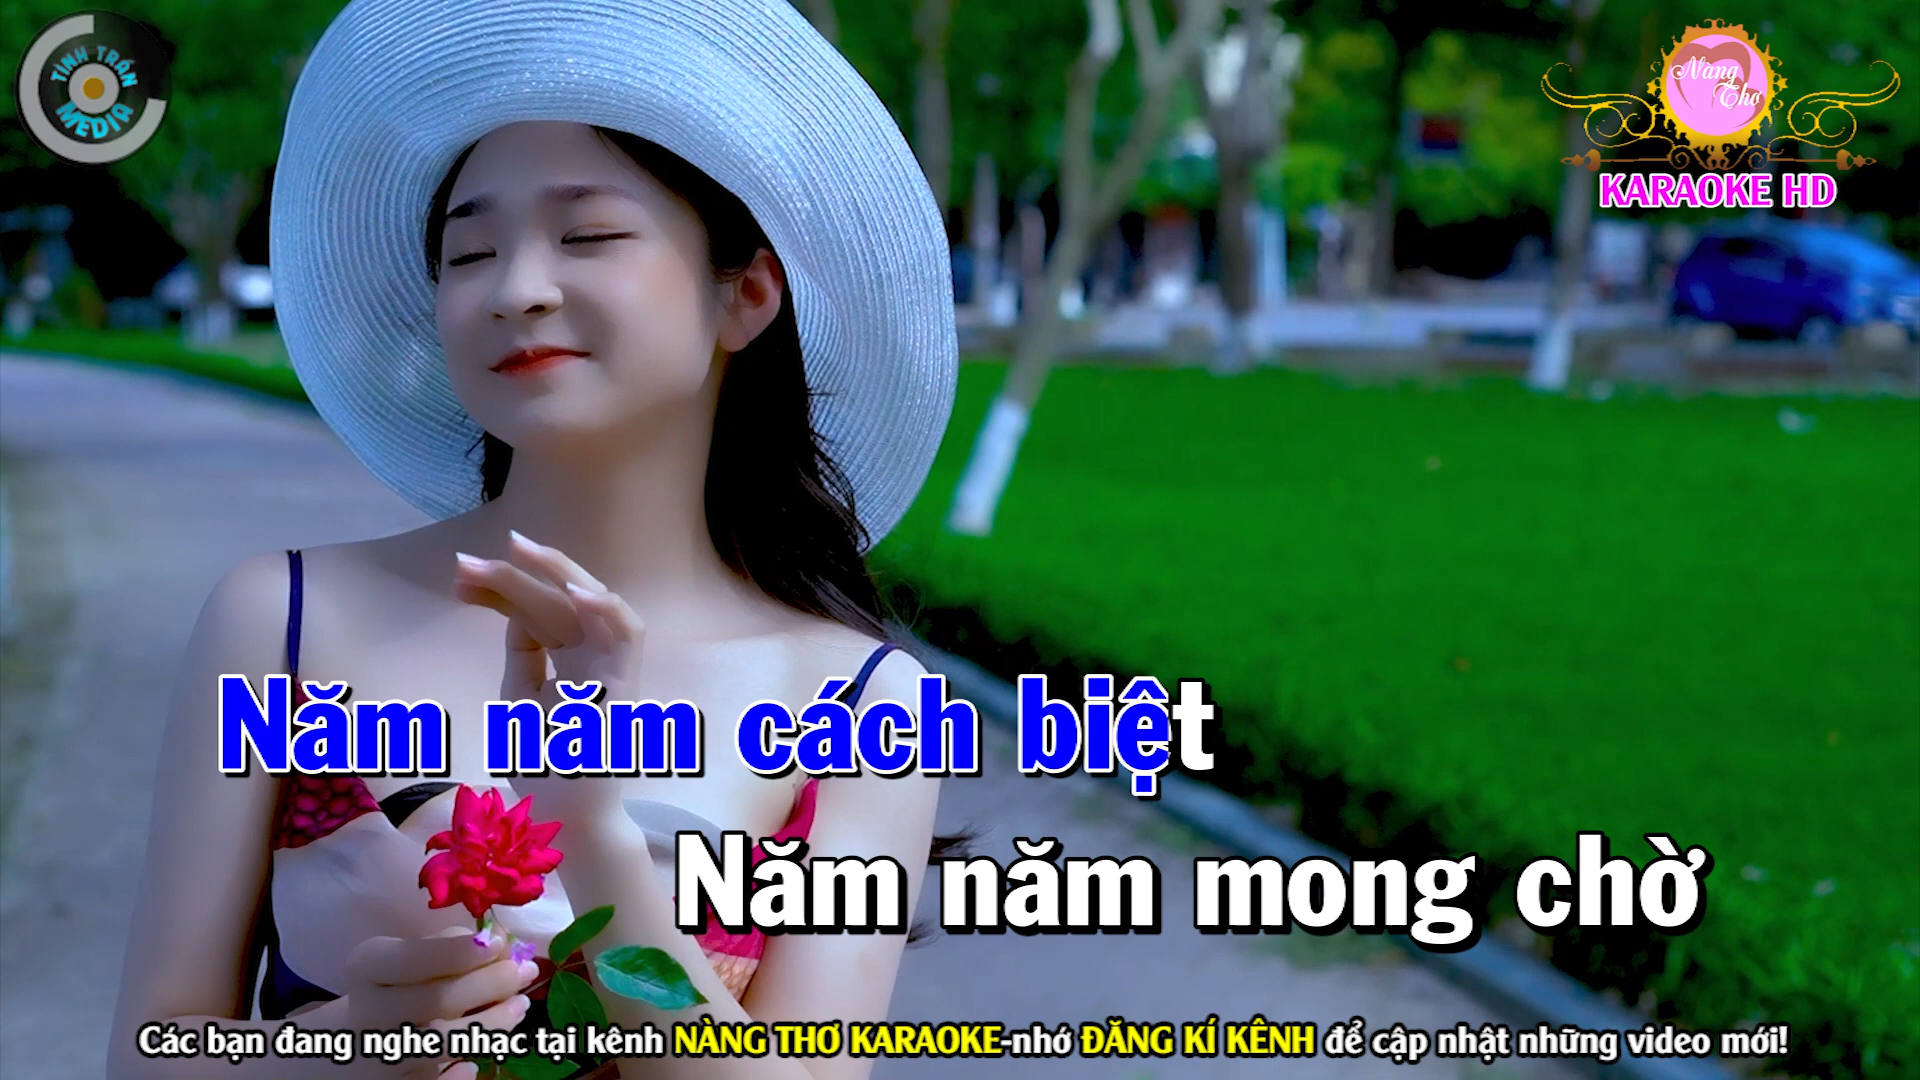 TÌNH TRẦN
MEDIA
Nàng
Thơ
KARAOKE HD
Năm năm cách biệt
Năm năm mong chờ
Các bạn đang nghe nhạc tại kênh NÀNG THƠ KARAOKE-nhớ ĐĂNG KÍ KÊNH để cập nhật những video mới!